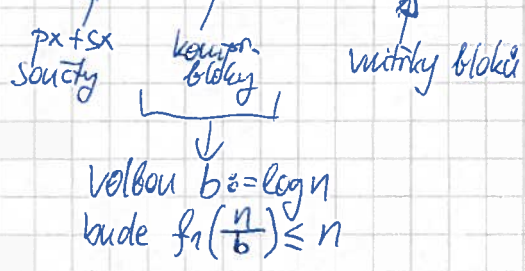 px+sx
součty
kompr.
bloky
vnitřky bloků
volbou b := log n
bude f₁(n/b) ≤ n